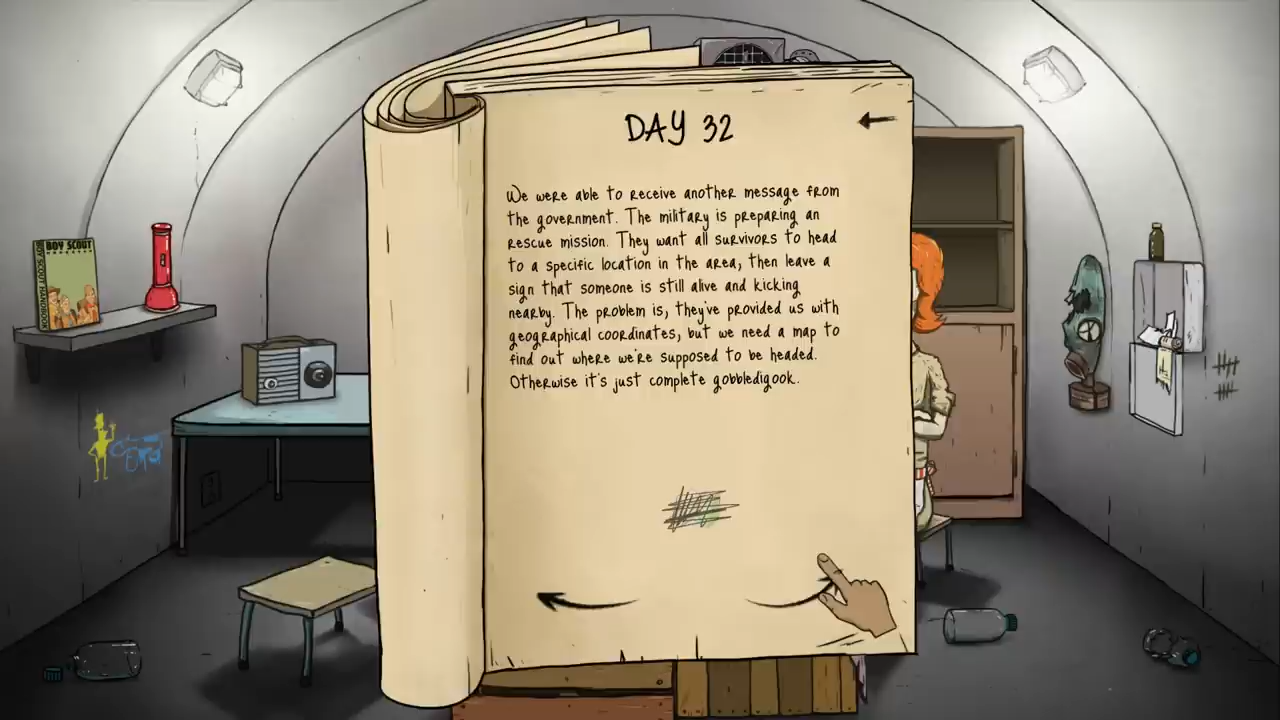 DAY 32
We were able to receive another message from
the government. The military is preparing an
rescue mission. They want all survivors to head
to a specific location in the area, then leave a
sign that someone is still alive and kicking
nearby. The problem is, they've provided us with
geographical coordinates, but we need a map to
find out where we're supposed to be headed.
Otherwise it's just complete gobbledigook.
BOY SCOUT
BOY SCOUT HANDBOOK